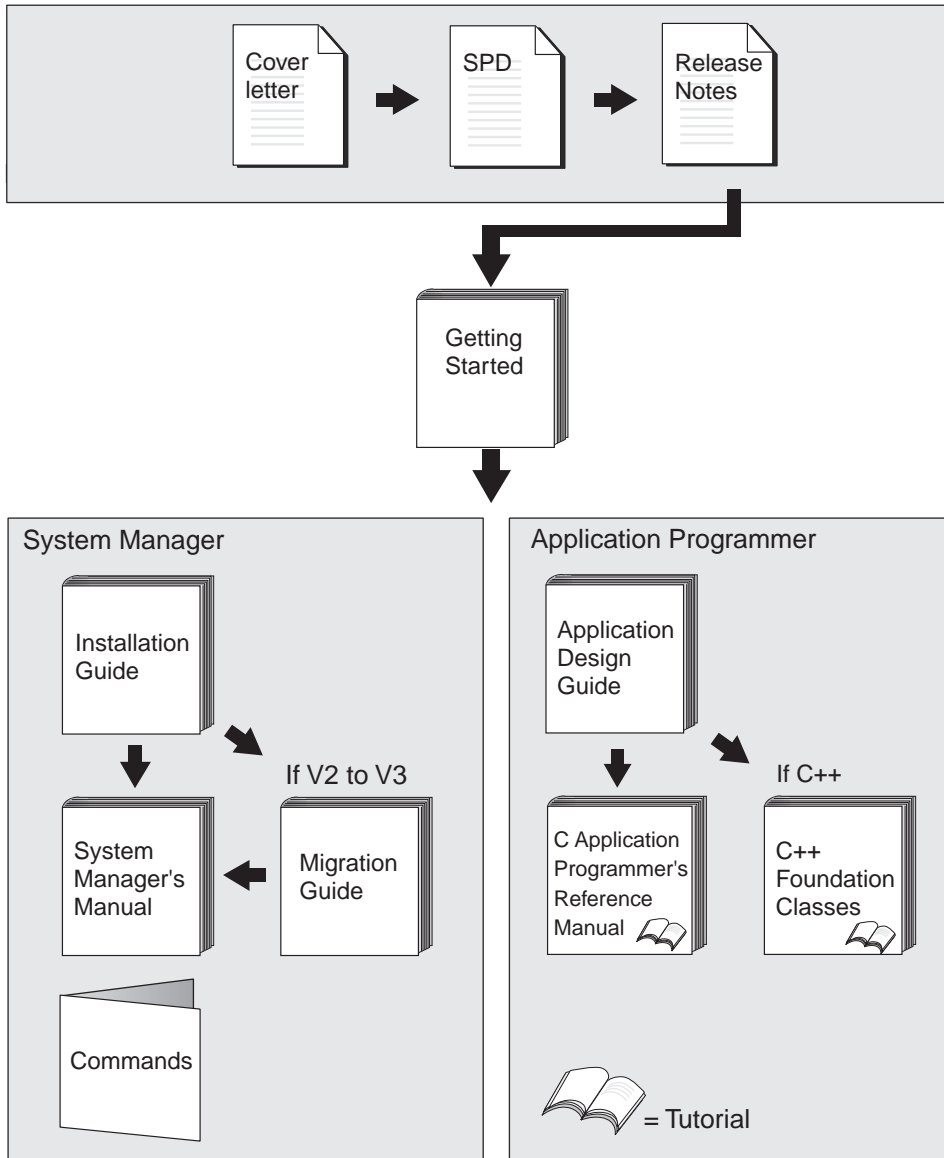 Cover
letter
SPD
Release
Notes
Getting
Started
System Manager
Installation
Guide
If V2 to V3
System
Manager's
Manual
Migration
Guide
Commands
Application Programmer
Application
Design
Guide
If C++
C Application
Programmer's
Reference
Manual
C++
Foundation
Classes
= Tutorial